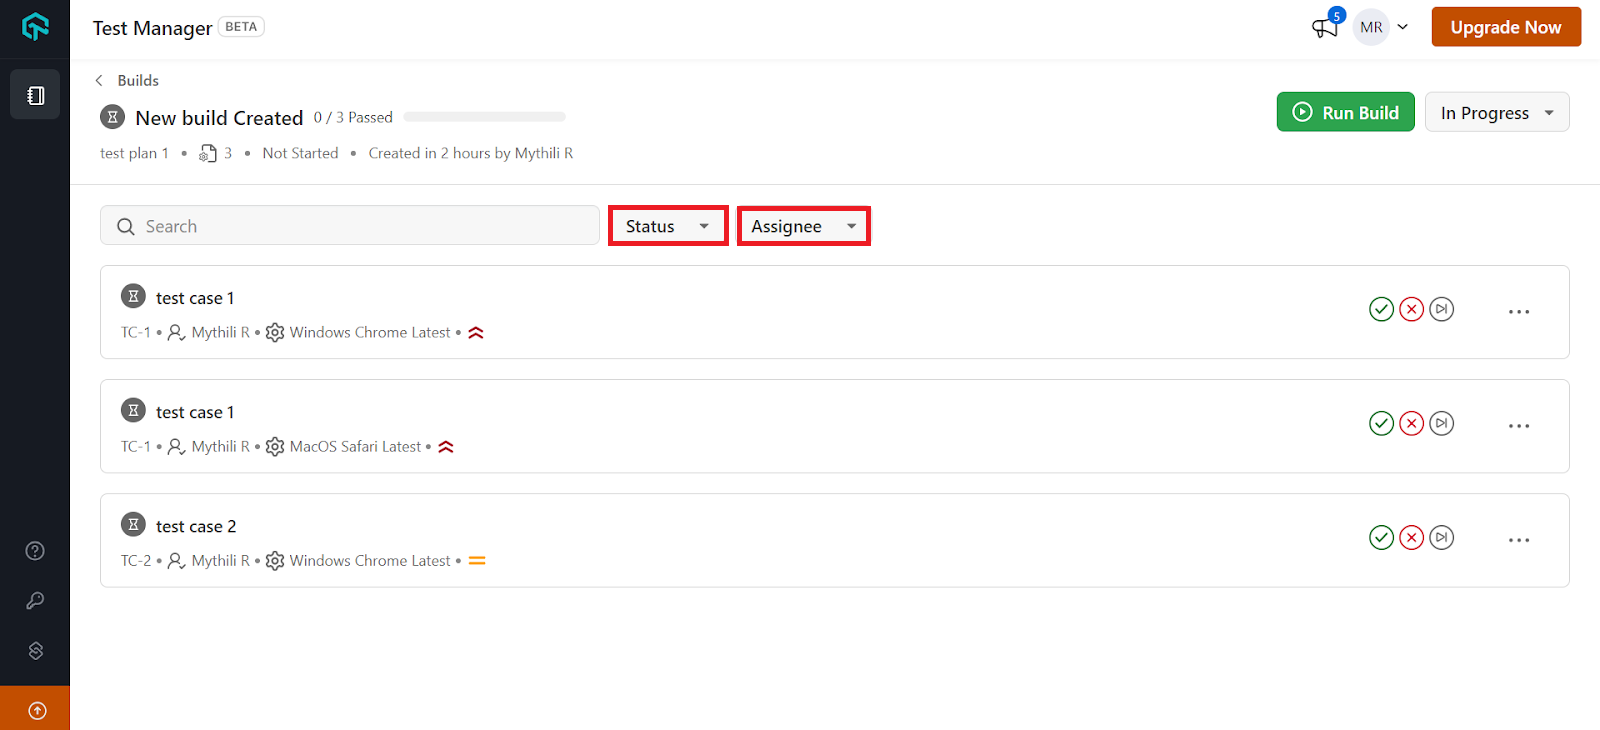 Test Manager BETA
5
MR
Upgrade Now
Builds
New build Created 0 / 3 Passed
Run Build
In Progress
test plan 1 • 3 • Not Started • Created in 2 hours by Mythili R
Search
Status
Assignee
test case 1
TC-1 • Mythili R • Windows Chrome Latest •
test case 1
TC-1 • Mythili R • MacOS Safari Latest •
test case 2
TC-2 • Mythili R • Windows Chrome Latest •